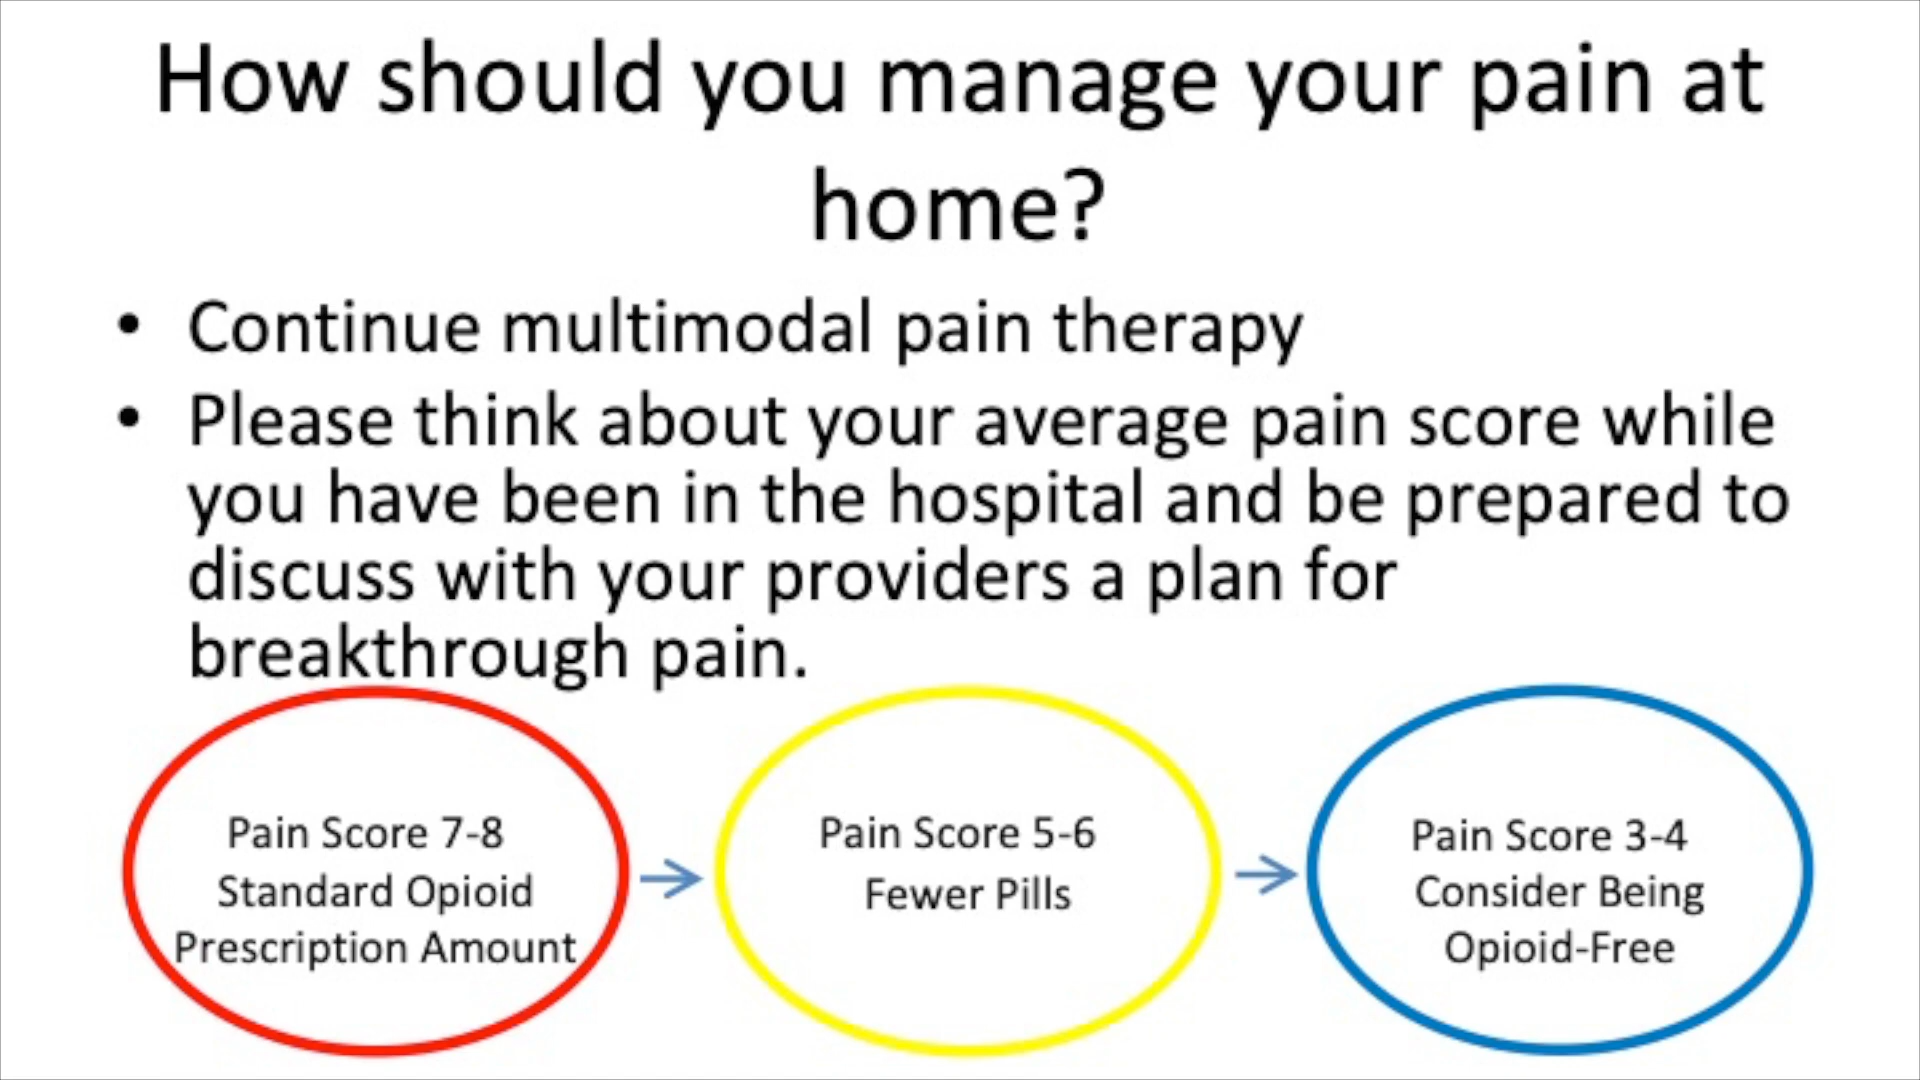 How should you manage your pain at
home?
• Continue multimodal pain therapy
• Please think about your average pain score while
you have been in the hospital and be prepared to
discuss with your providers a plan for
breakthrough pain.
Pain Score 7-8
Standard Opioid
Prescription Amount
Pain Score 5-6
Fewer Pills
Pain Score 3-4
Consider Being
Opioid-Free